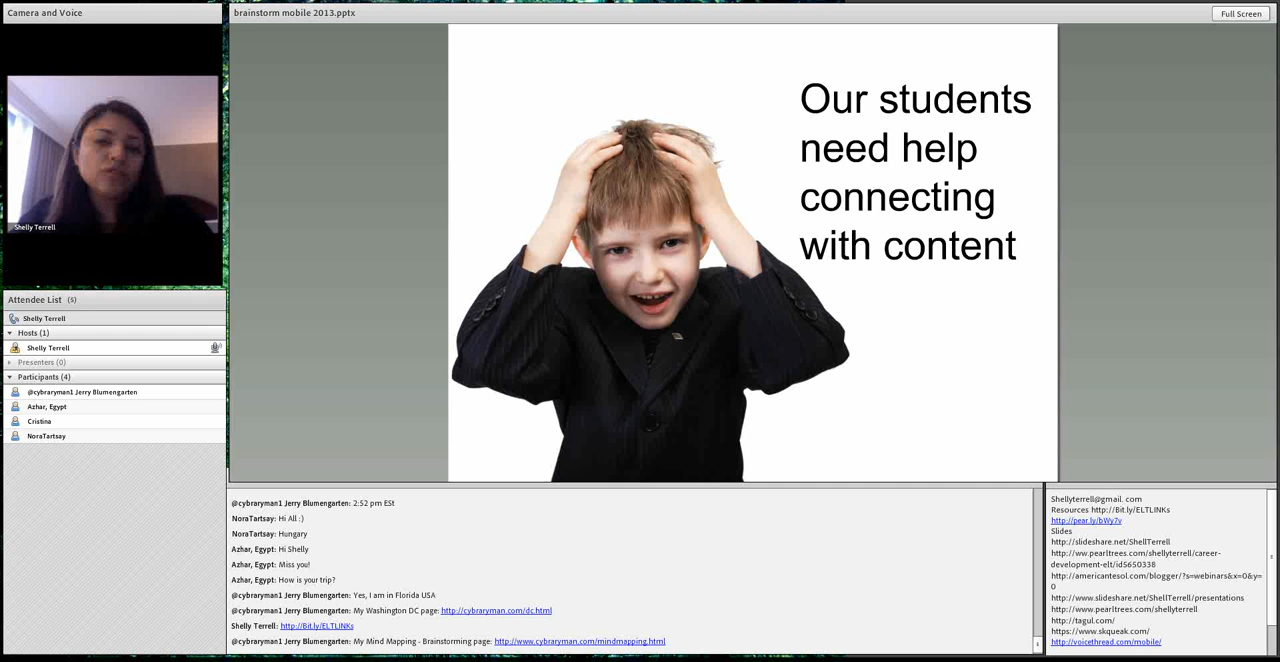 Camera and Voice
Shelly Terrell
Attendee List (5)
Shelly Terrell
Hosts (1)
Shelly Terrell
Presenters (0)
Participants (4)
@cybraryman1 Jerry Blumengarten
Azhar, Egypt
Cristina
NoraTartsay
brainstorm mobile 2013.pptx
Full Screen
Our students
need help
connecting
with content
@cybraryman1 Jerry Blumengarten: 2:52 pm ESt
NoraTartsay: Hi All :)
NoraTartsay: Hungary
Azhar, Egypt: Hi Shelly
Azhar, Egypt: Miss you!
Azhar, Egypt: How is your trip?
@cybraryman1 Jerry Blumengarten: Yes, I am in Florida USA
@cybraryman1 Jerry Blumengarten: My Washington DC page: http://cybraryman.com/dc.html
Shelly Terrell: http://Bit.ly/ELTLINKs
@cybraryman1 Jerry Blumengarten: My Mind Mapping - Brainstorming page: http://www.cybraryman.com/mindmapping.html
Shellyterrell@gmail. com
Resources http://Bit.ly/ELTLINKs
http://pear.ly/bWy7v
Slides
http://slideshare.net/ShellTerrell
http://ww.pearltrees.com/shellyterrell/career-
development-elt/id5650338
http://americantesol.com/blogger/?s=webinars&x=0&y=
0
http://www.slideshare.net/ShellTerrell/presentations
http://www.pearltrees.com/shellyterrell
http://tagul.com/
https://www.skqueak.com/
http://voicethread.com/mobile/